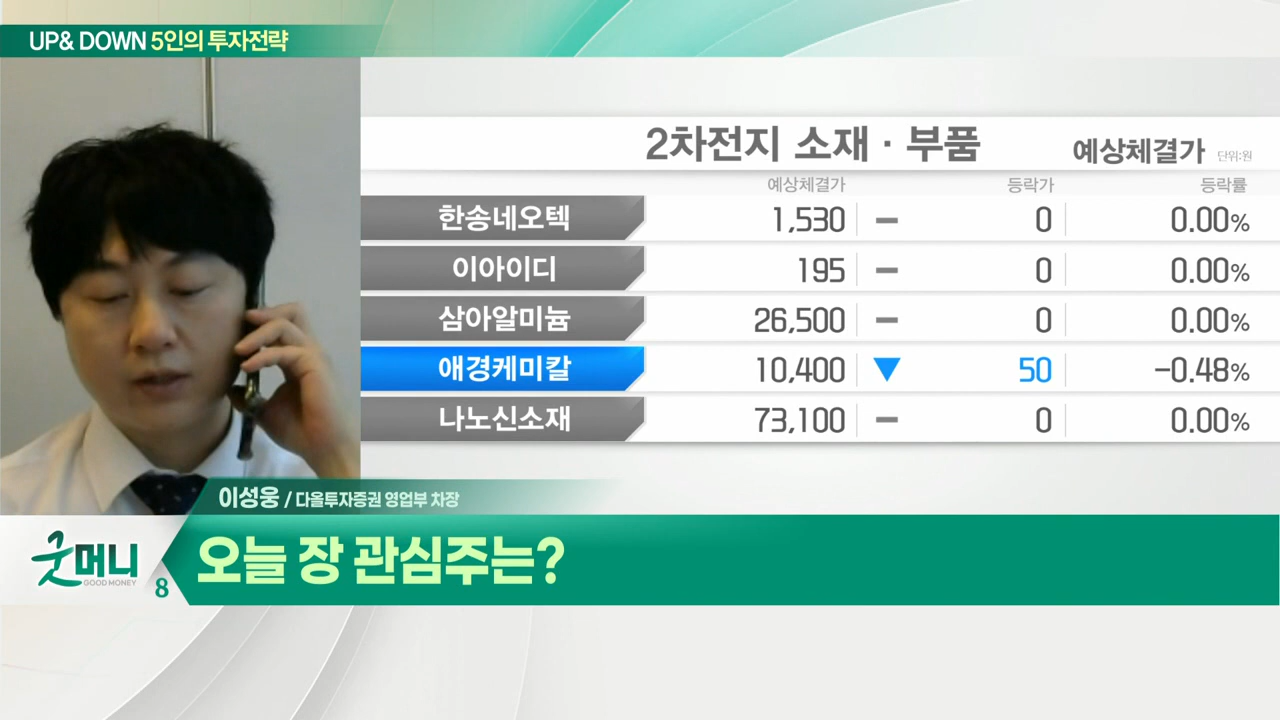 UP& DOWN 5인의 투자전략
2차전지 소재 · 부품 예상체결가 단위:원
예상체결가 등락가 등락률
한송네오텍 1,530 0 0.00%
이아이디 195 0 0.00%
삼아알미늄 26,500 0 0.00%
애경케미칼 10,400 ▼ 50 -0.48%
나노신소재 73,100 0 0.00%
이성웅 / 다올투자증권 영업부 차장
굿머니 GOOD MONEY 8
오늘 장 관심주는?